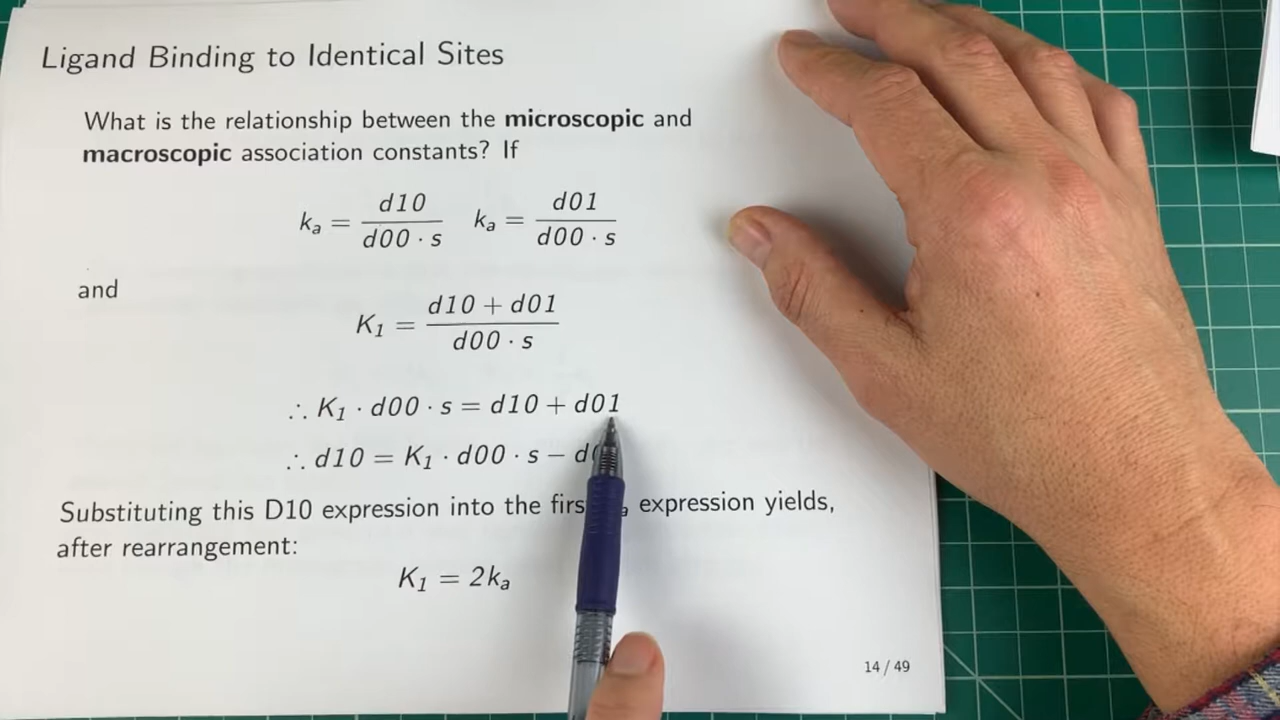 Ligand Binding to Identical Sites
What is the relationship between the microscopic and
macroscopic association constants? If
kₐ = d10 / (d00 · s)   kₐ = d01 / (d00 · s)
and
K₁ = (d10 + d01) / (d00 · s)
∴ K₁ · d00 · s = d10 + d01
∴ d10 = K₁ · d00 · s −
Substituting this D10 expression into the expression yields,
after rearrangement:
K₁ = 2kₐ
14 / 49